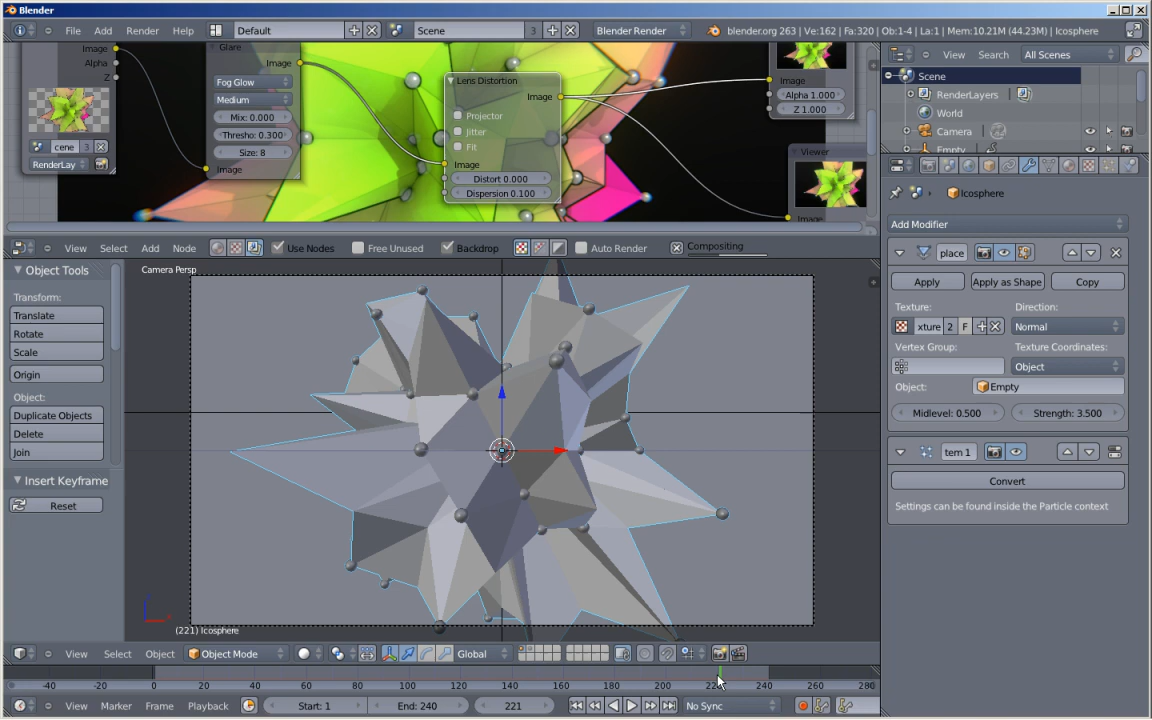 Blender
File Add Render Help Default Scene 3 Blender Render blender.org 263 | Ve:162 | Fa:320 | Ob:1-4 | La:1 | Mem:10.21M (44.23M) | Icosphere
Image
Alpha
Z
cene 3
RenderLay
Glare
Image
Fog Glow
Medium
Mix: 0.000
Thresho: 0.300
Size: 8
Image
Lens Distortion
Image
Projector
Jitter
Fit
Image
Distort 0.000
Dispersion 0.100
Image
Alpha 1.000
Z 1.000
Viewer
Image
View Search All Scenes
Scene
RenderLayers
World
Camera
Empty
View Select Add Node Use Nodes Free Unused Backdrop Auto Render Compositing
Object Tools
Transform:
Translate
Rotate
Scale
Origin
Object:
Duplicate Objects
Delete
Join
Insert Keyframe
Reset
Camera Persp
(221) Icosphere
Icosphere
Add Modifier
place
Apply Apply as Shape Copy
Texture: Direction:
xture 2 F Normal
Vertex Group: Texture Coordinates:
Object
Object: Empty
Midlevel: 0.500 Strength: 3.500
tem 1
Convert
Settings can be found inside the Particle context
View Select Object Object Mode Global
-40 -20 0 20 40 60 80 100 120 140 160 180 200 220 240 260 280
View Marker Frame Playback Start: 1 End: 240 221 No Sync